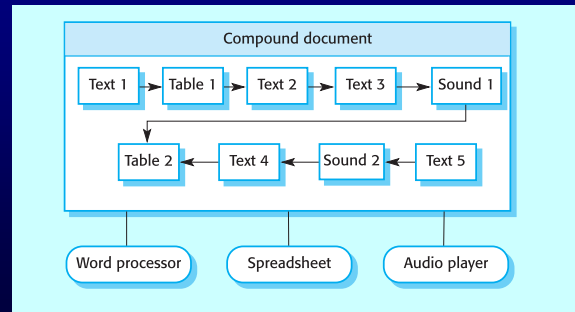 Compound document
Text 1 Table 1 Text 2 Text 3 Sound 1
Table 2 Text 4 Sound 2 Text 5
Word processor Spreadsheet Audio player